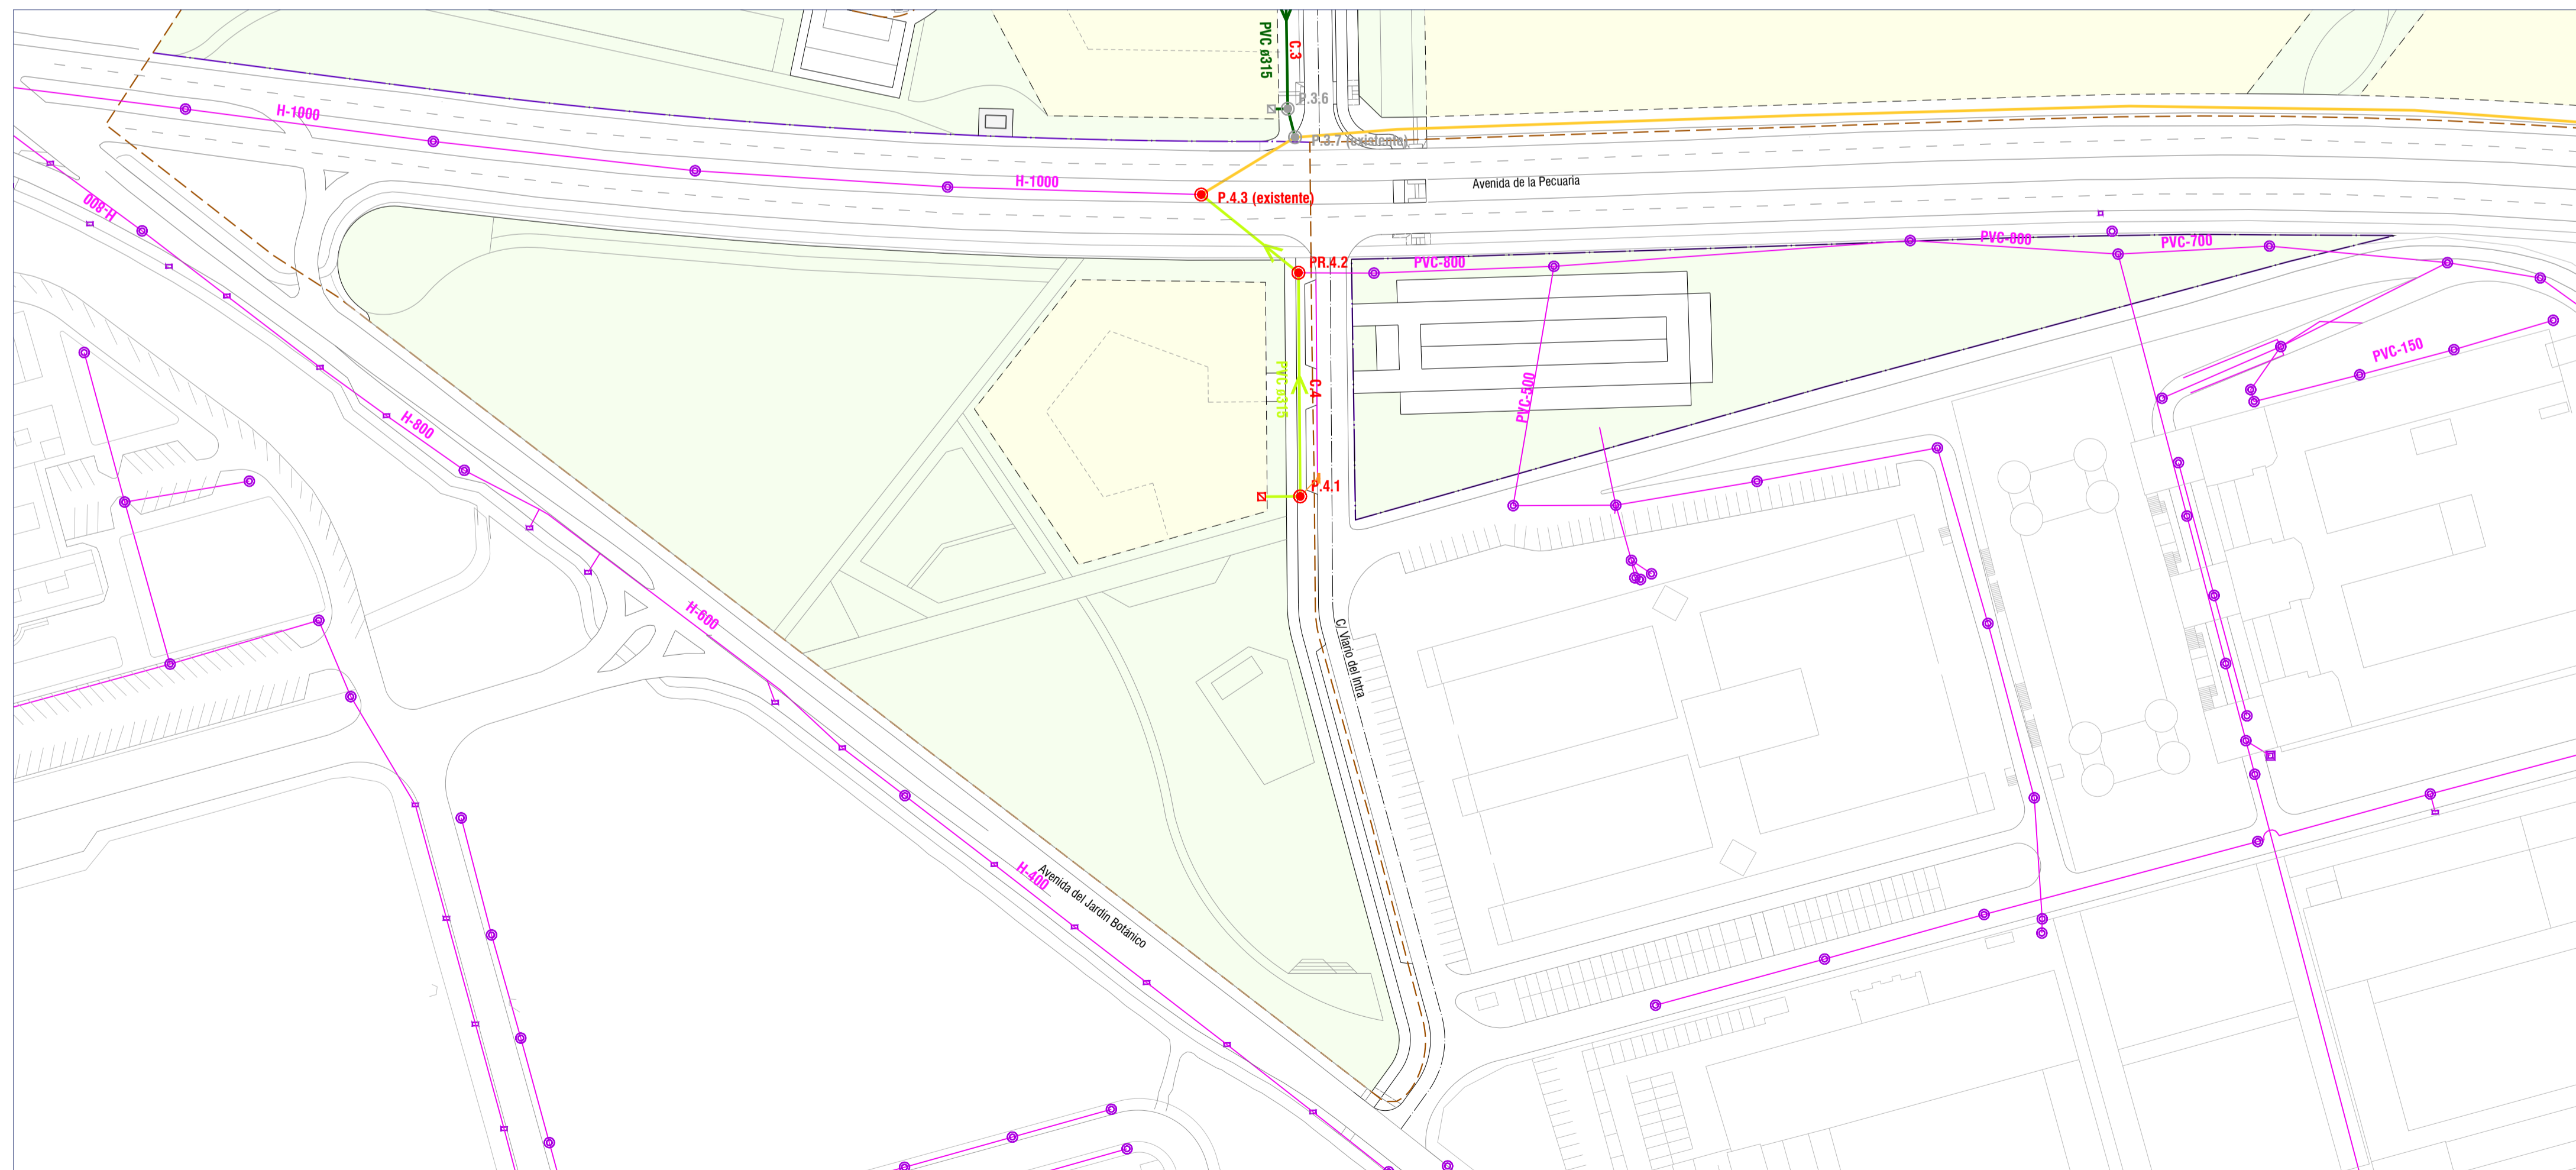 PVC ø315
C.3
P.3.6
H-1000
P.3.7 (existente)
H-1000
Avenida de la Pecuaria
P.4.3 (existente)
H-800
PVC-800
PVC-700
PR.4.2
PVC-800
PVC-150
PVC ø315
C.4
PVC-500
H-800
P.4.1
H-600
C/ Viario del Intra
H-400
Avenida del Jardín Botánico